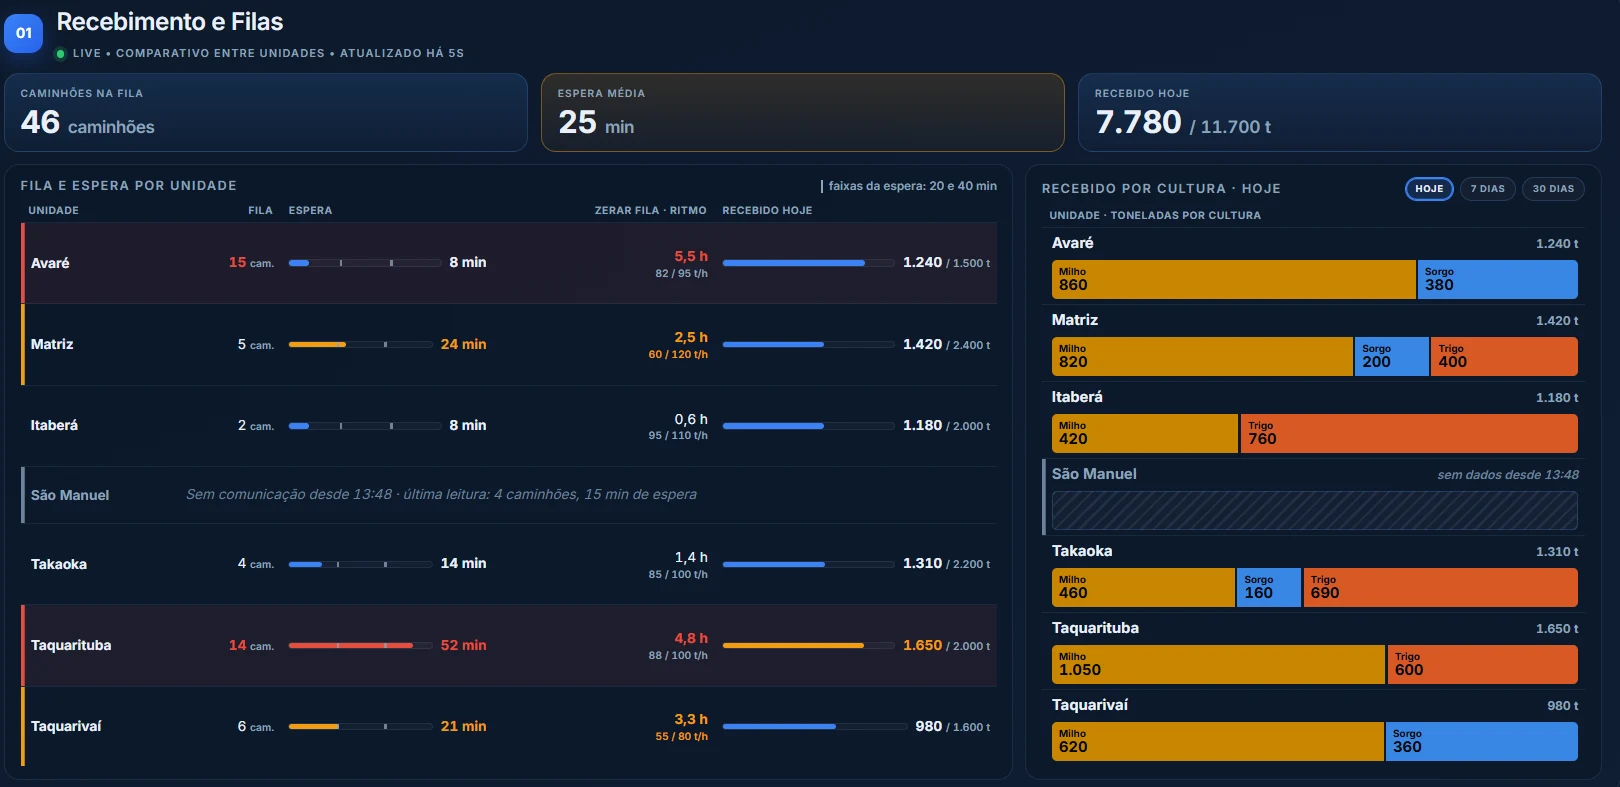 01
Recebimento e Filas
LIVE • COMPARATIVO ENTRE UNIDADES • ATUALIZADO HÁ 5S
CAMINHÕES NA FILA
46 caminhões
ESPERA MÉDIA
25 min
RECEBIDO HOJE
7.780 / 11.700 t
FILA E ESPERA POR UNIDADE
faixas da espera: 20 e 40 min
UNIDADE FILA ESPERA ZERAR FILA · RITMO RECEBIDO HOJE
Avaré 15 cam. 8 min 5,5 h 1.240 / 1.500 t
82 / 95 t/h
Matriz 5 cam. 24 min 2,5 h 1.420 / 2.400 t
60 / 120 t/h
Itaberá 2 cam. 8 min 0,6 h 1.180 / 2.000 t
95 / 110 t/h
São Manuel Sem comunicação desde 13:48 · última leitura: 4 caminhões, 15 min de espera
Takaoka 4 cam. 14 min 1,4 h 1.310 / 2.200 t
85 / 100 t/h
Taquarituba 14 cam. 52 min 4,8 h 1.650 / 2.000 t
88 / 100 t/h
Taquarivaí 6 cam. 21 min 3,3 h 980 / 1.600 t
55 / 80 t/h
RECEBIDO POR CULTURA · HOJE
HOJE 7 DIAS 30 DIAS
UNIDADE · TONELADAS POR CULTURA
Avaré 1.240 t
Milho Sorgo
860 380
Matriz 1.420 t
Milho Sorgo Trigo
820 200 400
Itaberá 1.180 t
Milho Trigo
420 760
São Manuel sem dados desde 13:48
Takaoka 1.310 t
Milho Sorgo Trigo
460 160 690
Taquarituba 1.650 t
Milho Trigo
1.050 600
Taquarivaí 980 t
Milho Sorgo
620 360